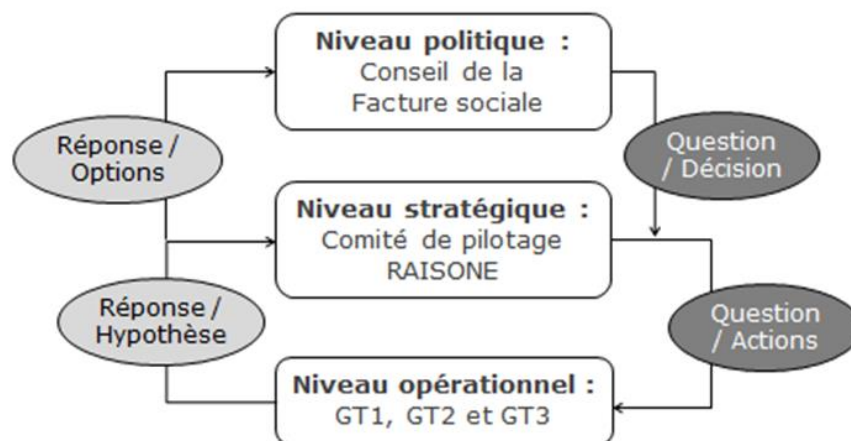 Niveau politique :
Conseil de la
Facture sociale
Réponse /
Options
Question
/ Décision
Niveau stratégique :
Comité de pilotage
RAISONE
Réponse /
Hypothèse
Question
/ Actions
Niveau opérationnel :
GT1, GT2 et GT3